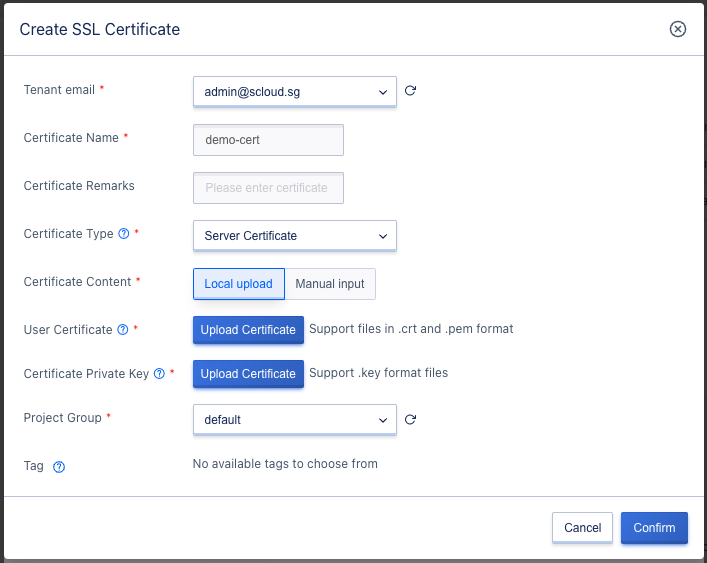 Create SSL Certificate
Tenant email * admin@scloud.sg
Certificate Name * demo-cert
Certificate Remarks Please enter certificate
Certificate Type * Server Certificate
Certificate Content * Local upload Manual input
User Certificate * Upload Certificate Support files in .crt and .pem format
Certificate Private Key * Upload Certificate Support .key format files
Project Group * default
Tag No available tags to choose from
Cancel Confirm